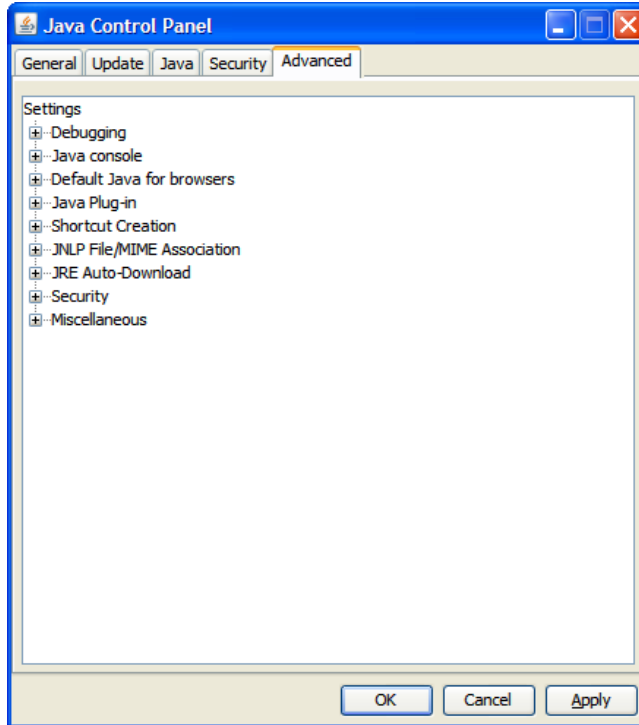 Java Control Panel
General Update Java Security Advanced
Settings
Debugging
Java console
Default Java for browsers
Java Plug-in
Shortcut Creation
JNLP File/MIME Association
JRE Auto-Download
Security
Miscellaneous
OK Cancel Apply